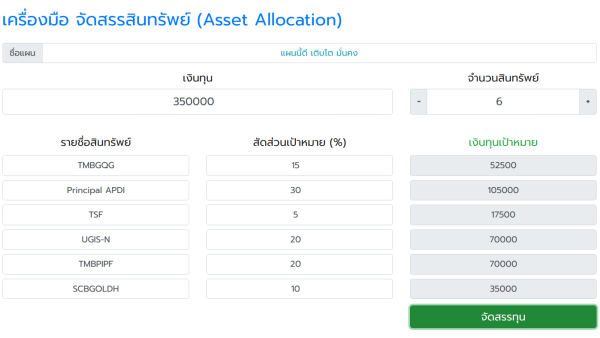 เครื่องมือ จัดสรรสินทรัพย์ (Asset Allocation)
ชื่อแผน แผนนี้ดี เติบโต มั่นคง
เงินทุน จำนวนสินทรัพย์
350000 - 6 +
รายชื่อสินทรัพย์ สัดส่วนเป้าหมาย (%) เงินทุนเป้าหมาย
TMBGQG 15 52500
Principal APDI 30 105000
TSF 5 17500
UGIS-N 20 70000
TMBPIPF 20 70000
SCBGOLDH 10 35000
จัดสรรทุน